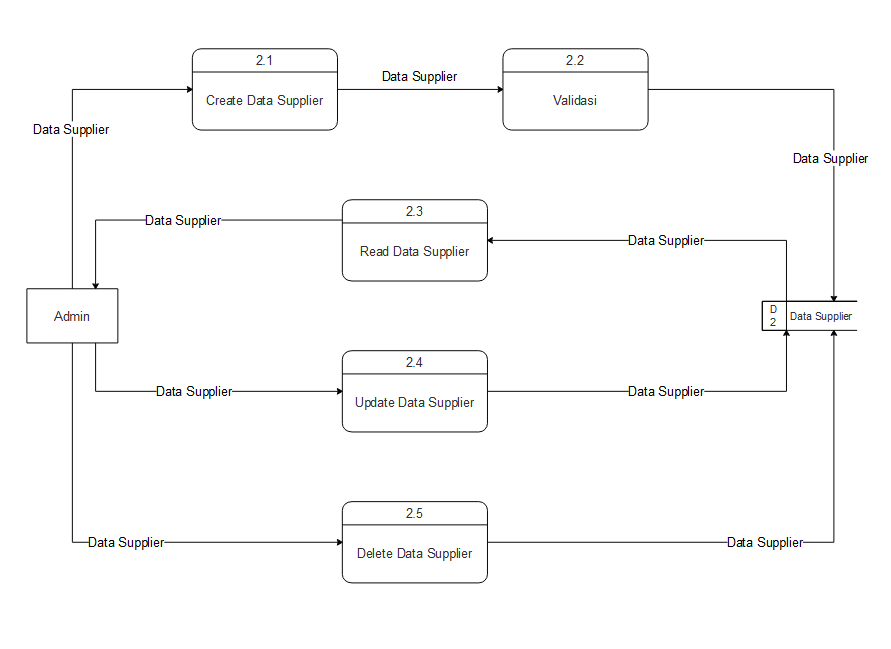 2.1
Create Data Supplier
Data Supplier
2.2
Validasi
Data Supplier
Data Supplier
2.3
Read Data Supplier
Data Supplier
Data Supplier
Admin
D
2
Data Supplier
2.4
Update Data Supplier
Data Supplier
Data Supplier
2.5
Delete Data Supplier
Data Supplier
Data Supplier